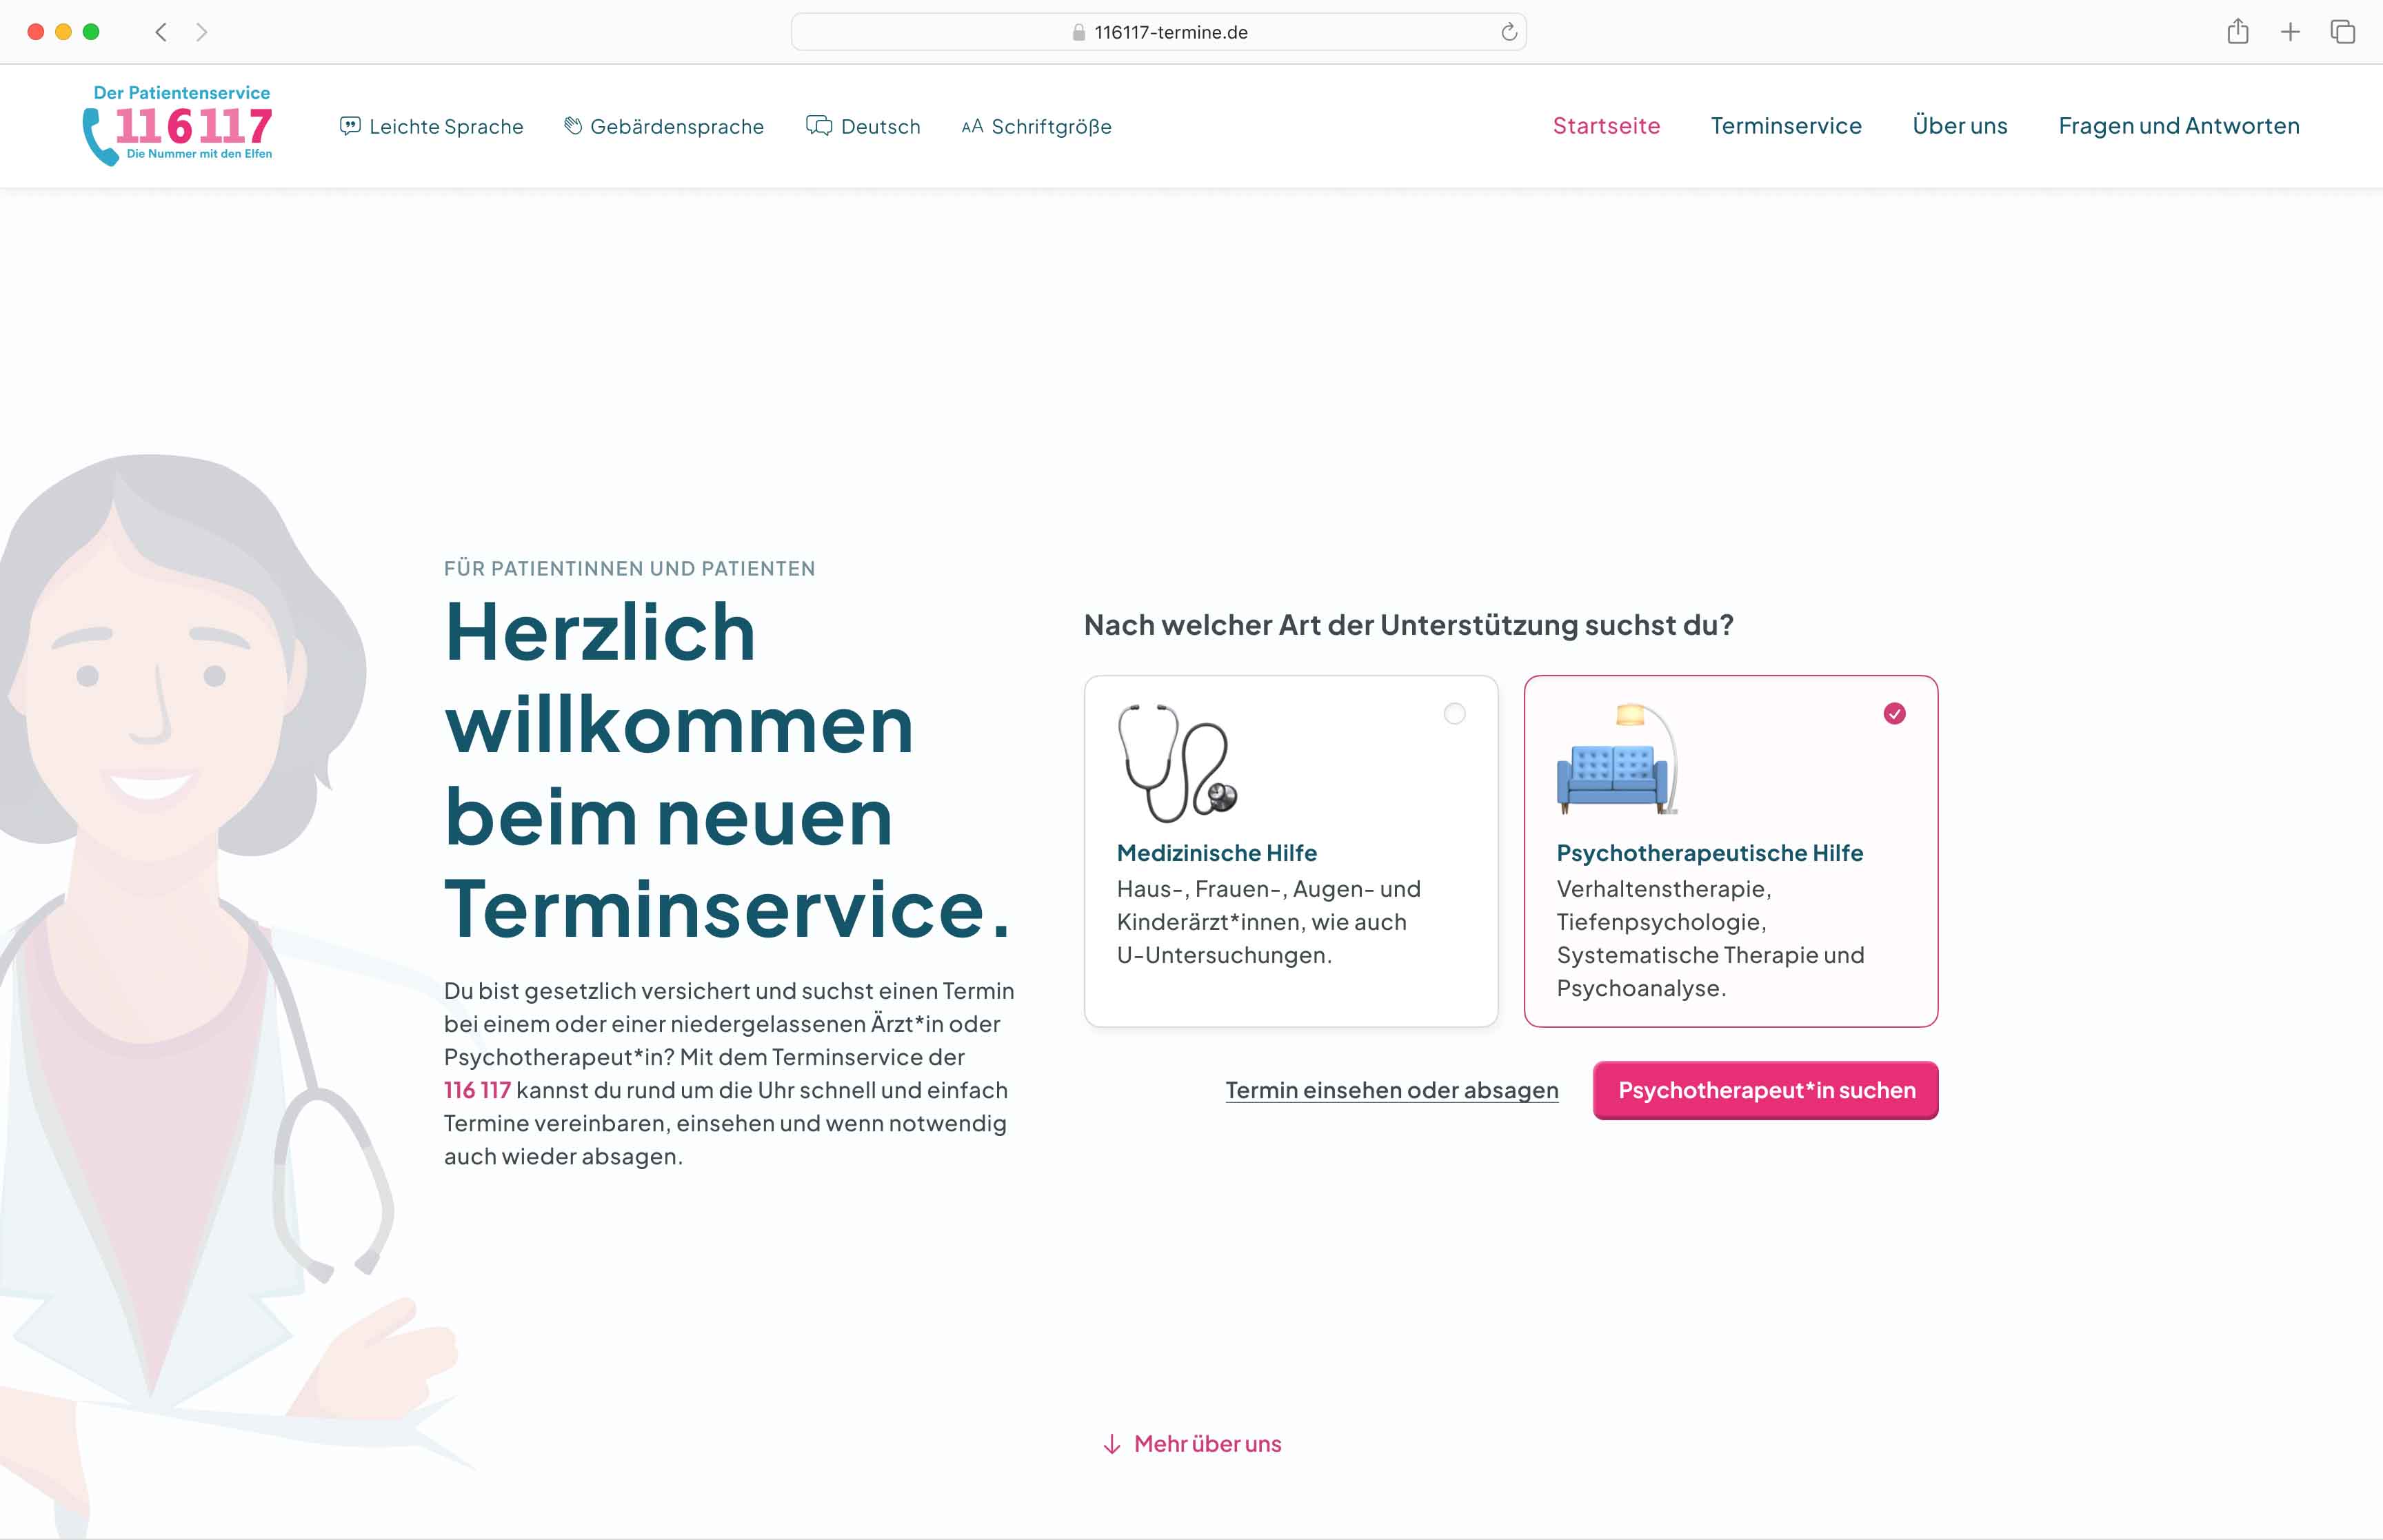 116117-termine.de
Der Patientenservice
116117
Die Nummer mit den Elfen
Leichte Sprache
Gebärdensprache
Deutsch
AA Schriftgröße
Startseite
Terminservice
Über uns
Fragen und Antworten
FÜR PATIENTINNEN UND PATIENTEN
Herzlich
willkommen
beim neuen
Terminservice.
Du bist gesetzlich versichert und suchst einen Termin
bei einem oder einer niedergelassenen Ärzt*in oder
Psychotherapeut*in? Mit dem Terminservice der
116 117 kannst du rund um die Uhr schnell und einfach
Termine vereinbaren, einsehen und wenn notwendig
auch wieder absagen.
Nach welcher Art der Unterstützung suchst du?
Medizinische Hilfe
Haus-, Frauen-, Augen- und
Kinderärzt*innen, wie auch
U-Untersuchungen.
Psychotherapeutische Hilfe
Verhaltenstherapie,
Tiefenpsychologie,
Systematische Therapie und
Psychoanalyse.
Termin einsehen oder absagen
Psychotherapeut*in suchen
Mehr über uns